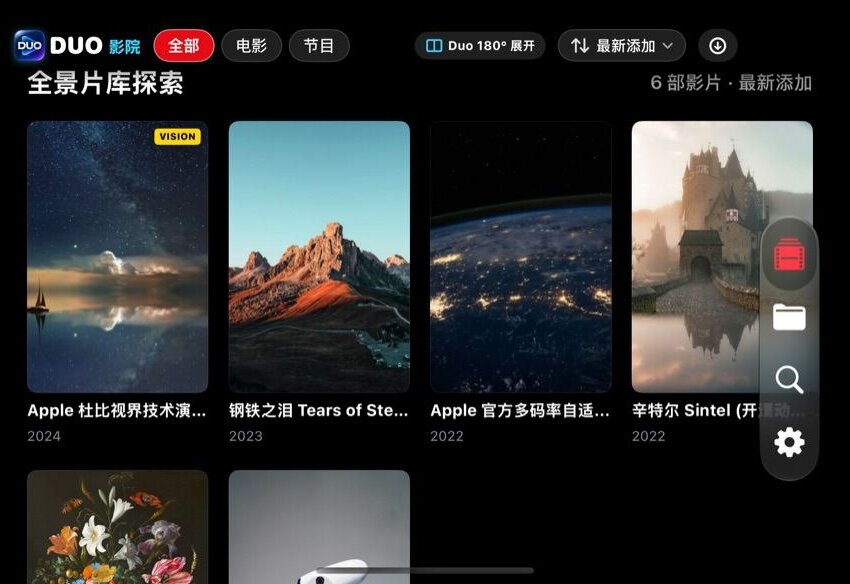 DUO
DUO 影院
全部
电影
节目
Duo 180° 展开
最新添加
全景片库探索
6 部影片 · 最新添加
VISION
Apple 杜比视界技术演...
2024
钢铁之泪 Tears of Ste...
2023
Apple 官方多码率自适...
2022
辛特尔 Sintel (开源动...
2022